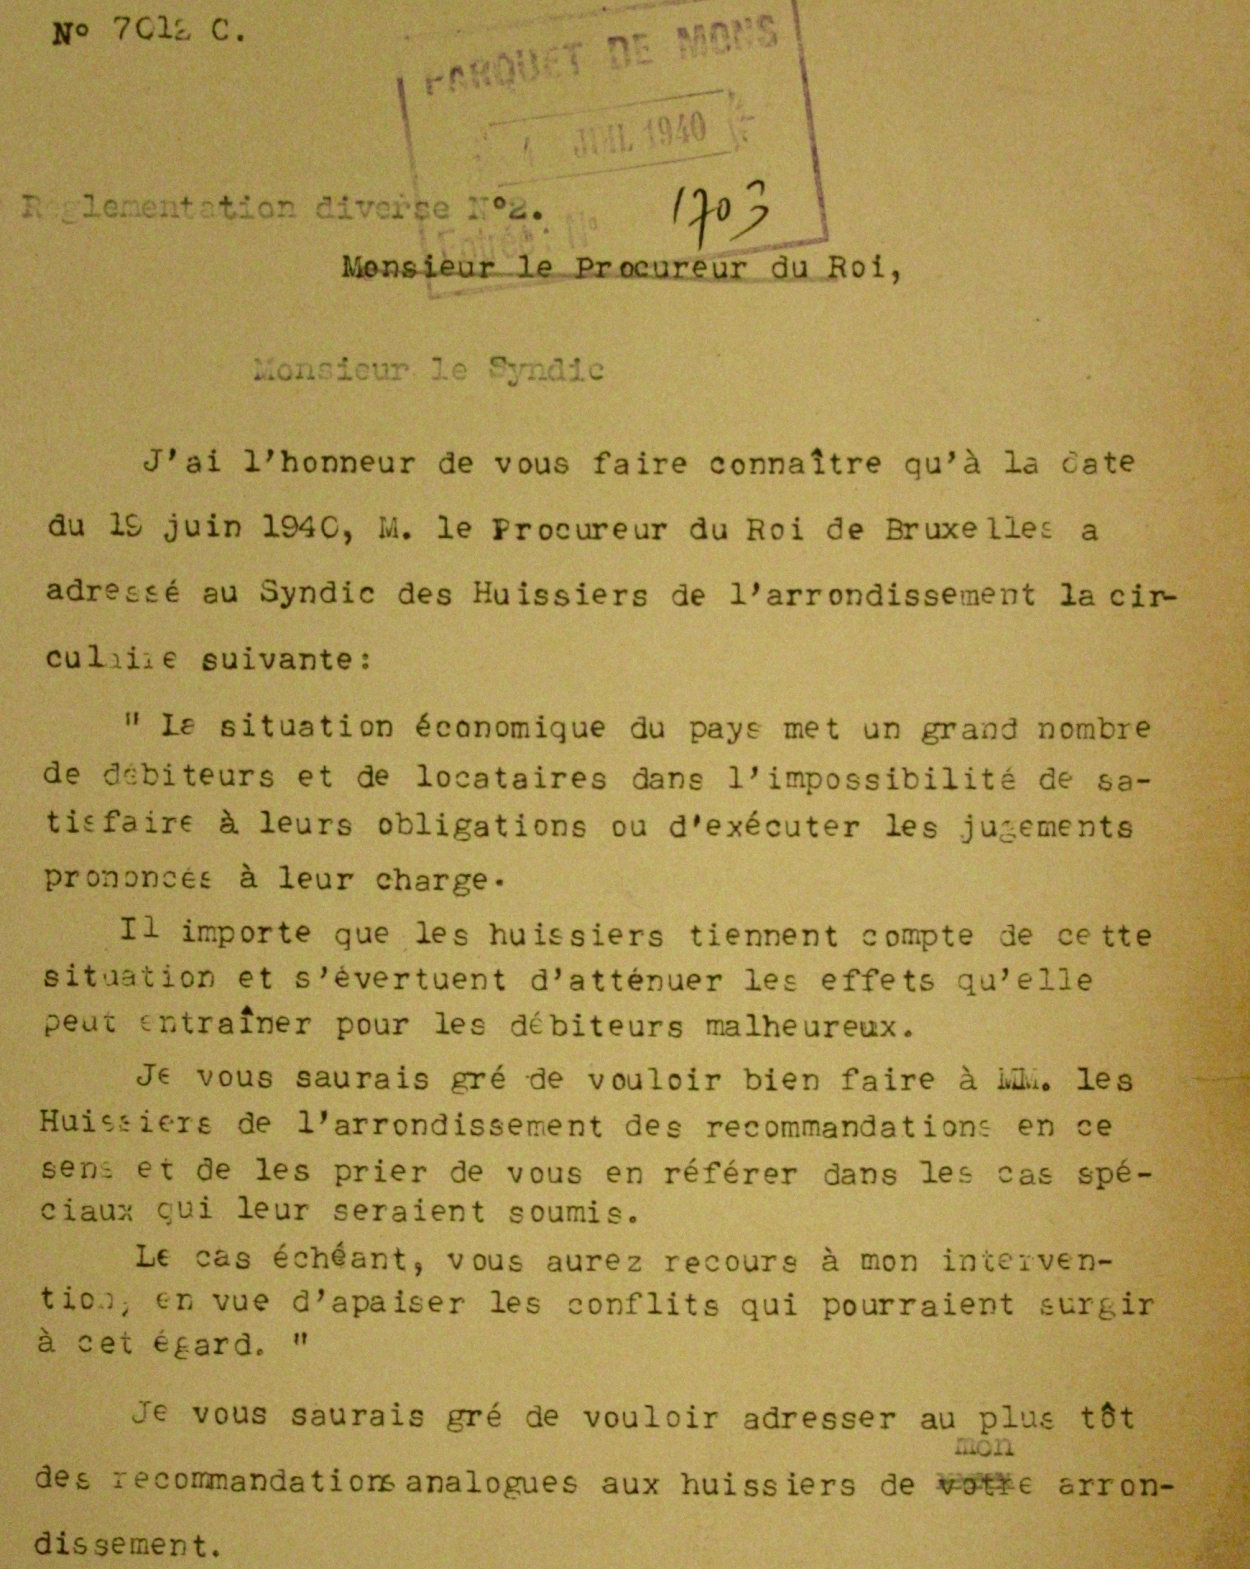 Nº 7012 C.
PARQUET DE MONS
JUIL 1940
Reglementation diverse Nº2.
1703
Entrée: Nº
Monsieur le Procureur du Roi,
Monsieur le Syndic
J'ai l'honneur de vous faire connaître qu'à la date
du 19 juin 1940, M. le Procureur du Roi de Bruxelles a
adressé au Syndic des Huissiers de l'arrondissement la cir-
culaire suivante:
" La situation économique du pays met un grand nombre
de débiteurs et de locataires dans l'impossibilité de sa-
tisfaire à leurs obligations ou d'exécuter les jugements
prononcés à leur charge.
Il importe que les huissiers tiennent compte de cette
situation et s'évertuent d'atténuer les effets qu'elle
peut entraîner pour les débiteurs malheureux.
Je vous saurais gré de vouloir bien faire à MM. les
Huissiers de l'arrondissement des recommandations en ce
sens et de les prier de vous en référer dans les cas spé-
ciaux qui leur seraient soumis.
Le cas échéant, vous aurez recours à mon interven-
tion, en vue d'apaiser les conflits qui pourraient surgir
à cet égard. "
Je vous saurais gré de vouloir adresser au plus tôt
mon
des recommandations analogues aux huissiers de votre arron-
dissement.